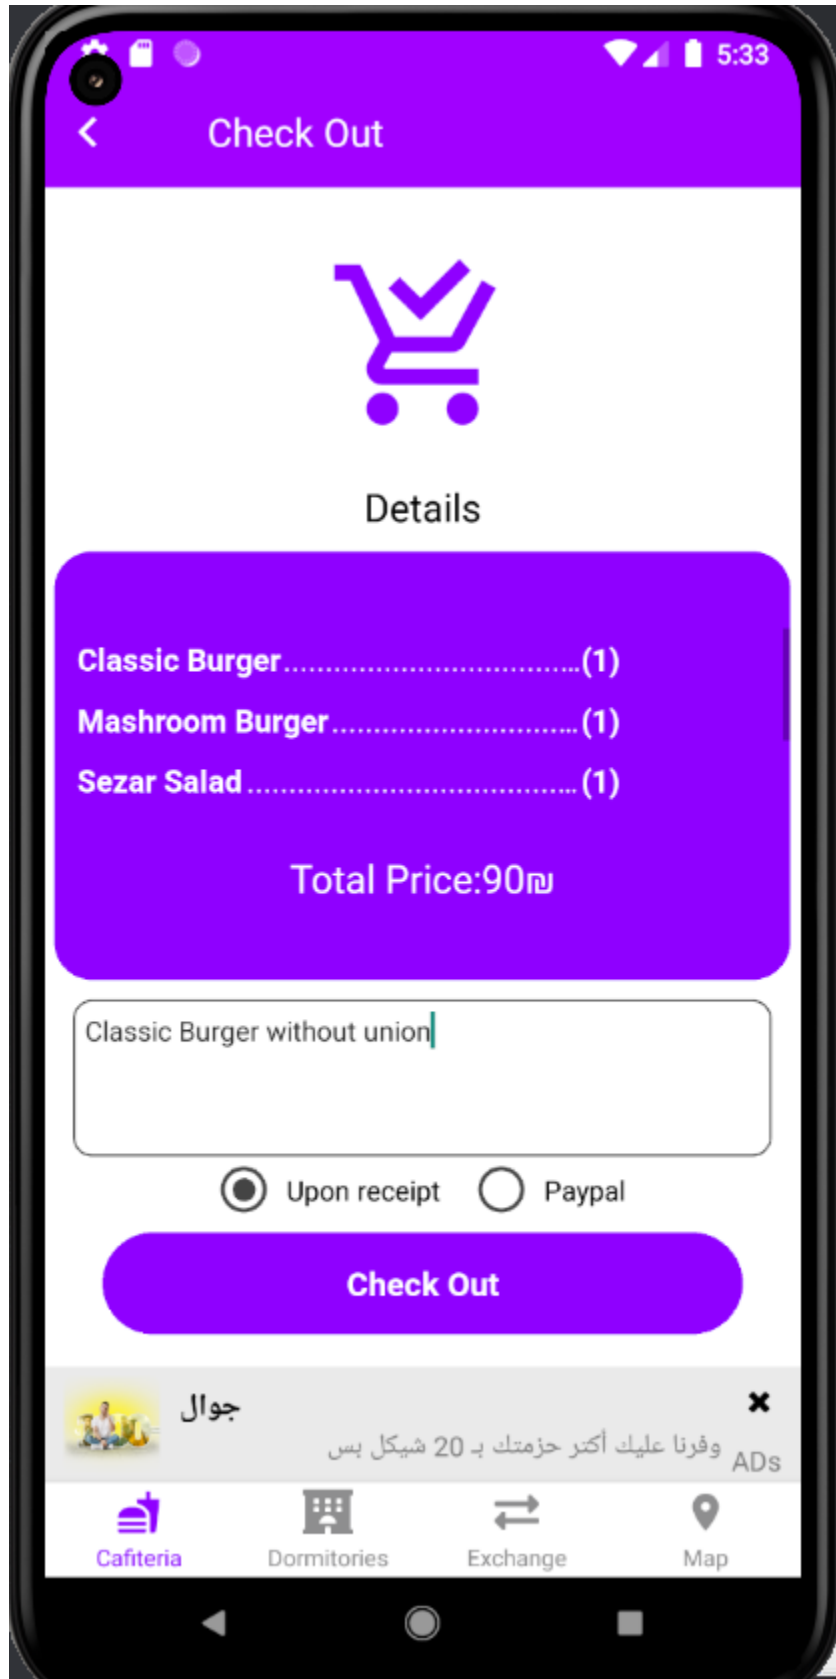 5:33
Check Out
Details
Classic Burger....................................(1)
Mashroom Burger..............................(1)
Sezar Salad........................................(1)
Total Price:90₪
Classic Burger without union
Upon receipt Paypal
Check Out
جوال
وفرنا عليك أكتر حزمتك بـ 20 شيكل بس
ADs
Cafiteria Dormitories Exchange Map